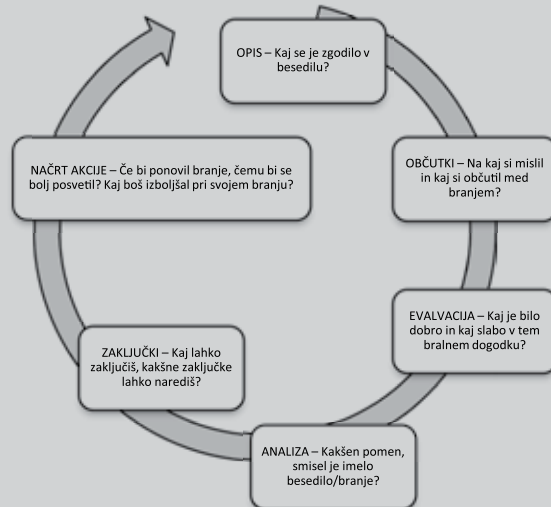 OPIS – Kaj se je zgodilo v
besedilu?
OBČUTKI – Na kaj si mislil
in kaj si občutil med
branjem?
EVALVACIJA – Kaj je bilo
dobro in kaj slabo v tem
bralnem dogodku?
ANALIZA – Kakšen pomen,
smisel je imelo
besedilo/branje?
ZAKLJUČKI – Kaj lahko
zaključiš, kakšne zaključke
lahko narediš?
NAČRT AKCIJE – Če bi ponovil branje, čemu bi se
bolj posvetil? Kaj boš izboljšal pri svojem branju?